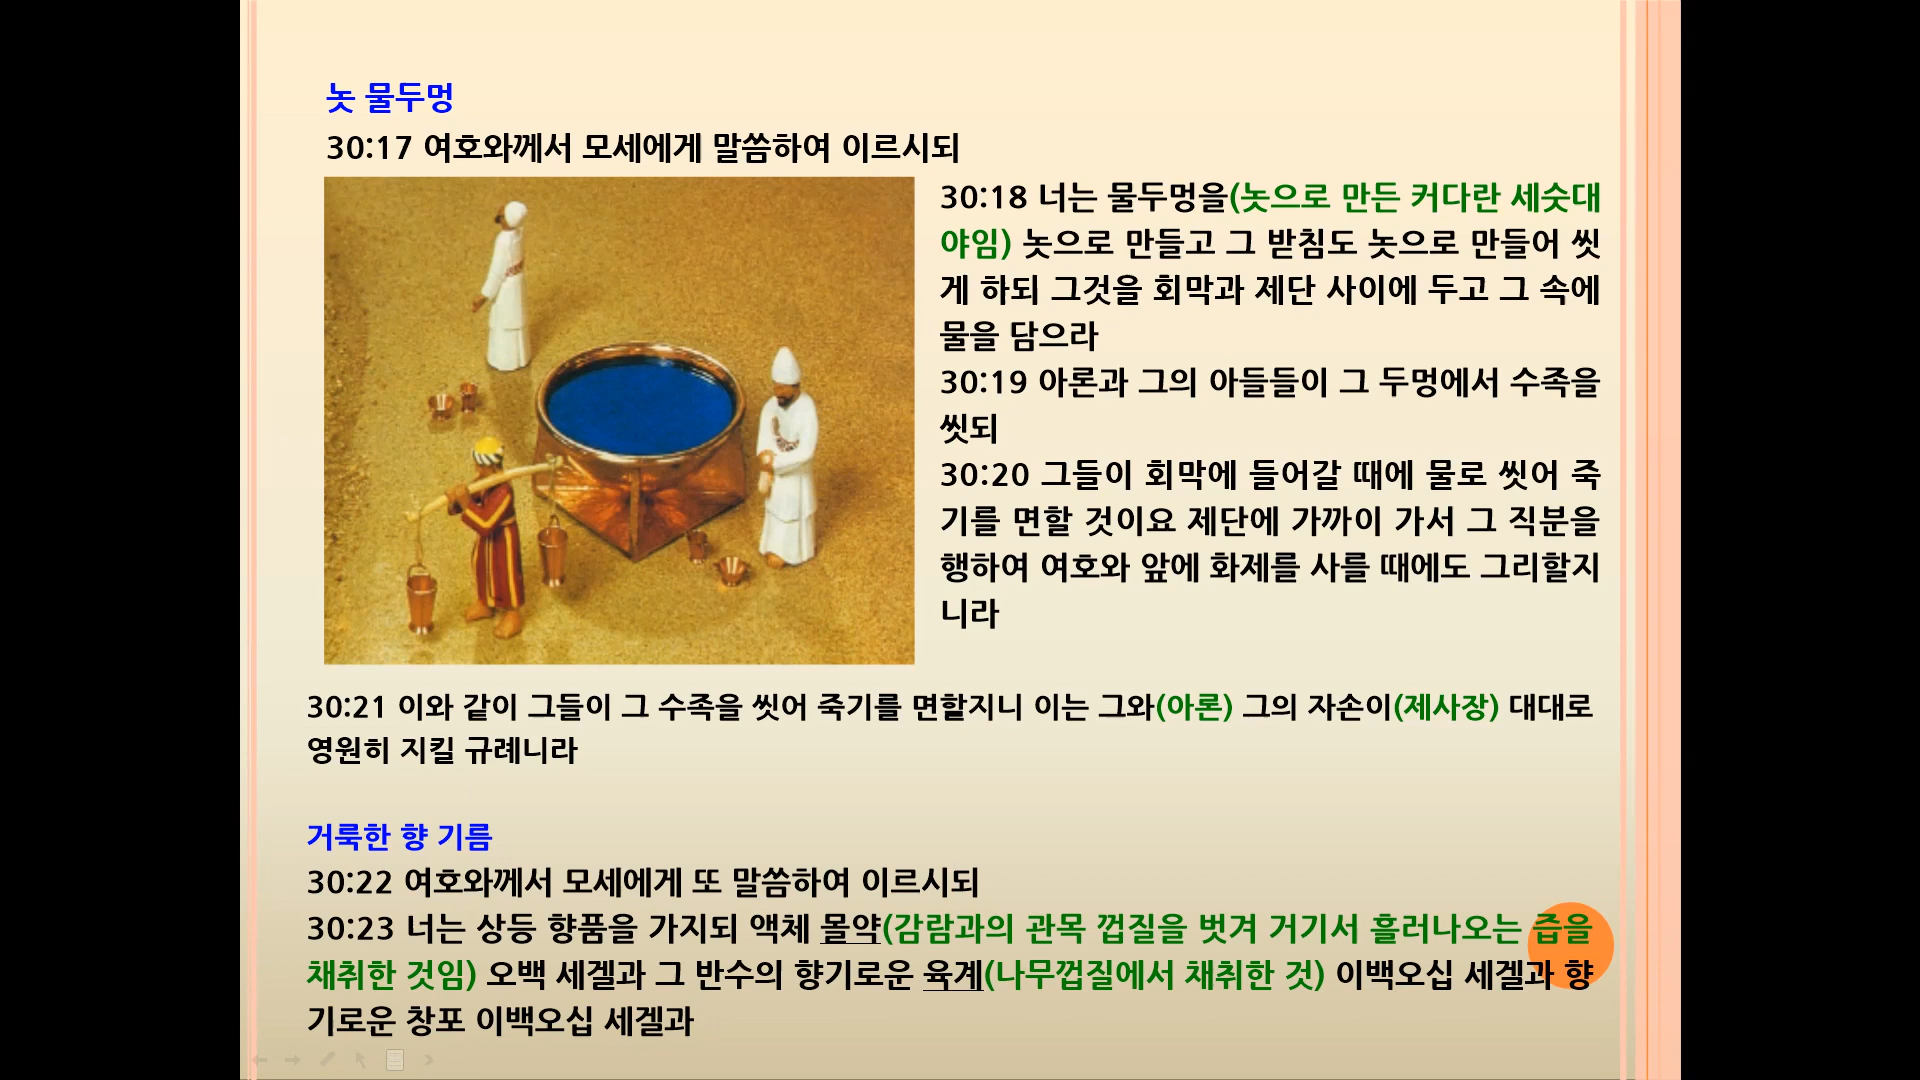 놋 물두멍
30:17 여호와께서 모세에게 말씀하여 이르시되
30:18 너는 물두멍을(놋으로 만든 커다란 세숫대
야임) 놋으로 만들고 그 받침도 놋으로 만들어 씻
게 하되 그것을 회막과 제단 사이에 두고 그 속에
물을 담으라
30:19 아론과 그의 아들들이 그 두멍에서 수족을
씻되
30:20 그들이 회막에 들어갈 때에 물로 씻어 죽
기를 면할 것이요 제단에 가까이 가서 그 직분을
행하여 여호와 앞에 화제를 사를 때에도 그리할지
니라
30:21 이와 같이 그들이 그 수족을 씻어 죽기를 면할지니 이는 그와(아론) 그의 자손이(제사장) 대대로
영원히 지킬 규례니라
거룩한 향 기름
30:22 여호와께서 모세에게 또 말씀하여 이르시되
30:23 너는 상등 향품을 가지되 액체 몰약(감람과의 관목 껍질을 벗겨 거기서 흘러나오는 즙을
채취한 것임) 오백 세겔과 그 반수의 향기로운 육계(나무껍질에서 채취한 것) 이백오십 세겔과 향
기로운 창포 이백오십 세겔과